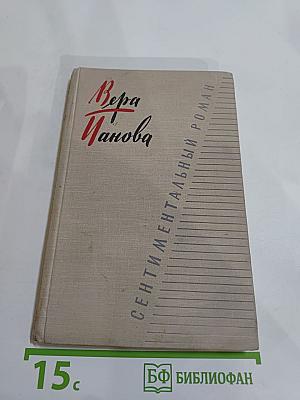 Вера
Панова
СЕНТИМЕНТАЛЬНЫЙ РОМАН
15с
БФ БИБЛИОФАН